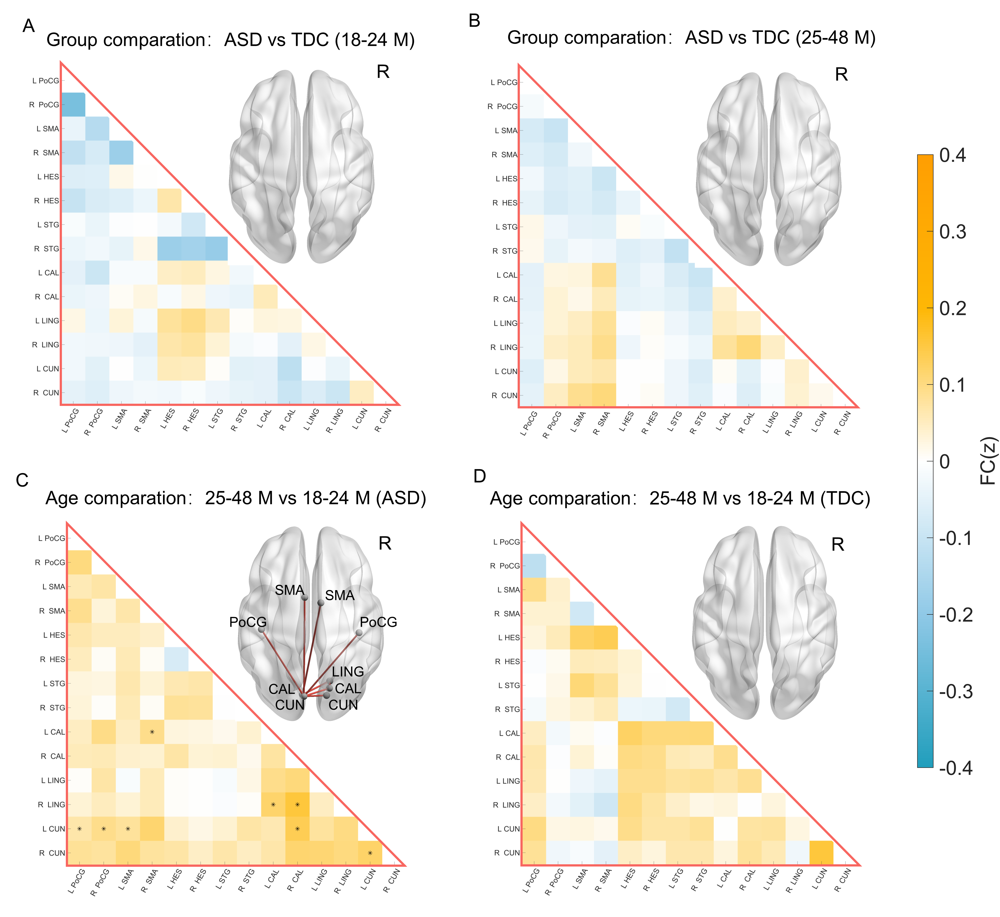 A
Group comparation: ASD vs TDC (18-24 M)
R
L PoCG
R PoCG
L SMA
R SMA
L HES
R HES
L STG
R STG
L CAL
R CAL
L LING
R LING
L CUN
R CUN
L PoCG
R PoCG
L SMA
R SMA
L HES
R HES
L STG
R STG
L CAL
R CAL
L LING
R LING
L CUN
R CUN
B
Group comparation: ASD vs TDC (25-48 M)
R
L PoCG
R PoCG
L SMA
R SMA
L HES
R HES
L STG
R STG
L CAL
R CAL
L LING
R LING
L CUN
R CUN
L PoCG
R PoCG
L SMA
R SMA
L HES
R HES
L STG
R STG
L CAL
R CAL
L LING
R LING
L CUN
R CUN
C
Age comparation: 25-48 M vs 18-24 M (ASD)
R
L PoCG
R PoCG
L SMA
R SMA
L HES
R HES
L STG
R STG
L CAL
R CAL
L LING
R LING
L CUN
R CUN
*
* *
* * * *
*
SMA
SMA
PoCG
PoCG
LING
CAL
CAL
CUN
CUN
L PoCG
R PoCG
L SMA
R SMA
L HES
R HES
L STG
R STG
L CAL
R CAL
L LING
R LING
L CUN
R CUN
D
Age comparation: 25-48 M vs 18-24 M (TDC)
R
L PoCG
R PoCG
L SMA
R SMA
L HES
R HES
L STG
R STG
L CAL
R CAL
L LING
R LING
L CUN
R CUN
L PoCG
R PoCG
L SMA
R SMA
L HES
R HES
L STG
R STG
L CAL
R CAL
L LING
R LING
L CUN
R CUN
0.4
0.3
0.2
0.1
0
-0.1
-0.2
-0.3
-0.4
FC(z)